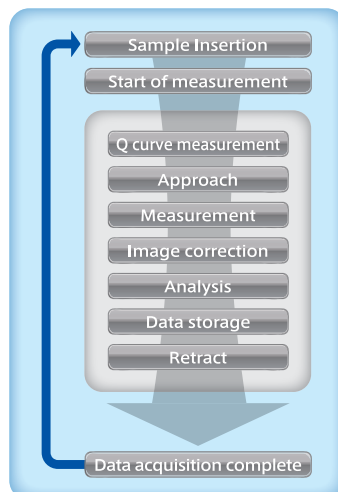 Sample Insertion
Start of measurement
Q curve measurement
Approach
Measurement
Image correction
Analysis
Data storage
Retract
Data acquisition complete